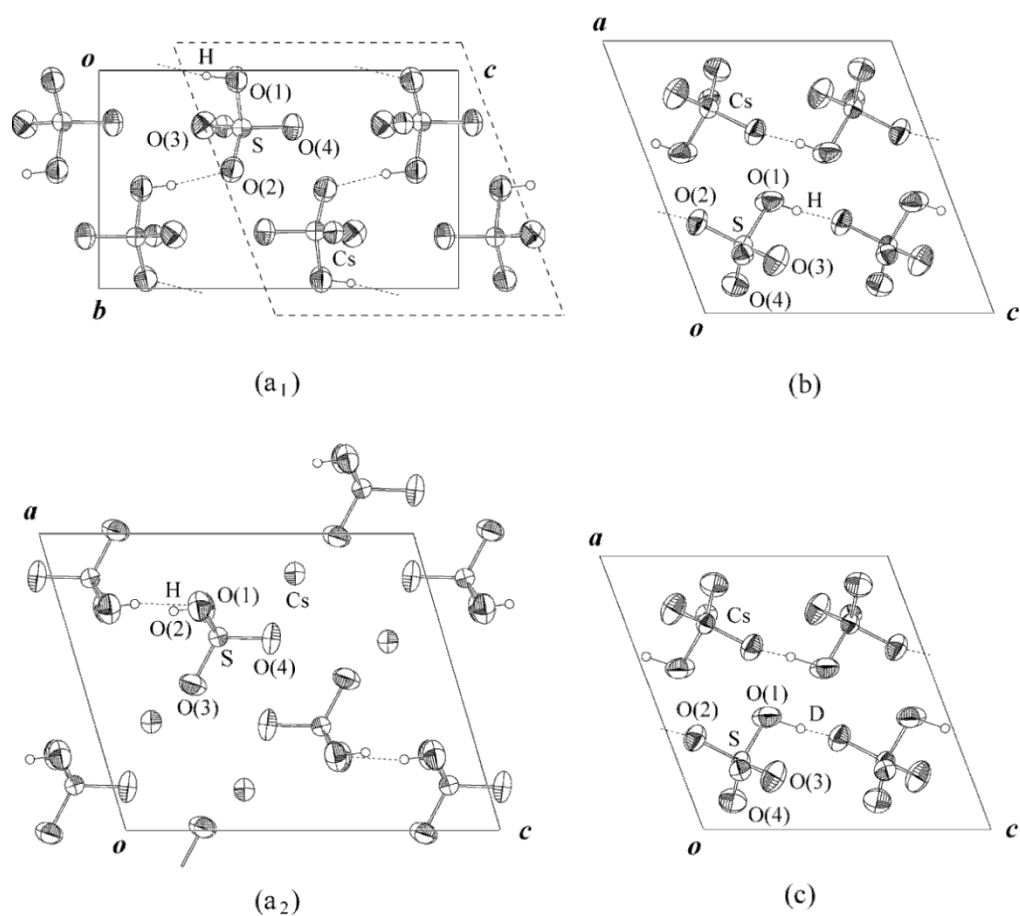 o
H
c
O(1)
O(3)
S
O(4)
O(2)
Cs
b
(a1)
a
Cs
O(1)
O(2)
H
S
O(3)
O(4)
o
c
(b)
a
H
O(1)
Cs
O(2)
S
O(4)
O(3)
o
c
(a2)
a
Cs
O(1)
O(2)
D
S
O(3)
O(4)
o
c
(c)